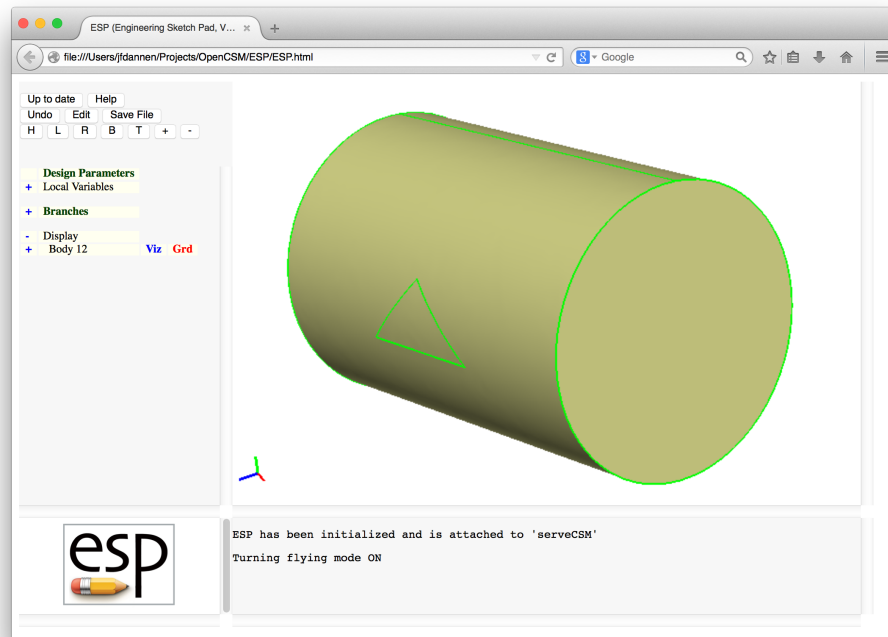 ESP (Engineering Sketch Pad, V... × +
file:///Users/jfdannen/Projects/OpenCSM/ESP/ESP.html
8 Google
Up to date Help
Undo Edit Save File
H L R B T + -
Design Parameters
+ Local Variables
+ Branches
- Display
+ Body 12 Viz Grd
esp
ESP has been initialized and is attached to 'serveCSM'
Turning flying mode ON